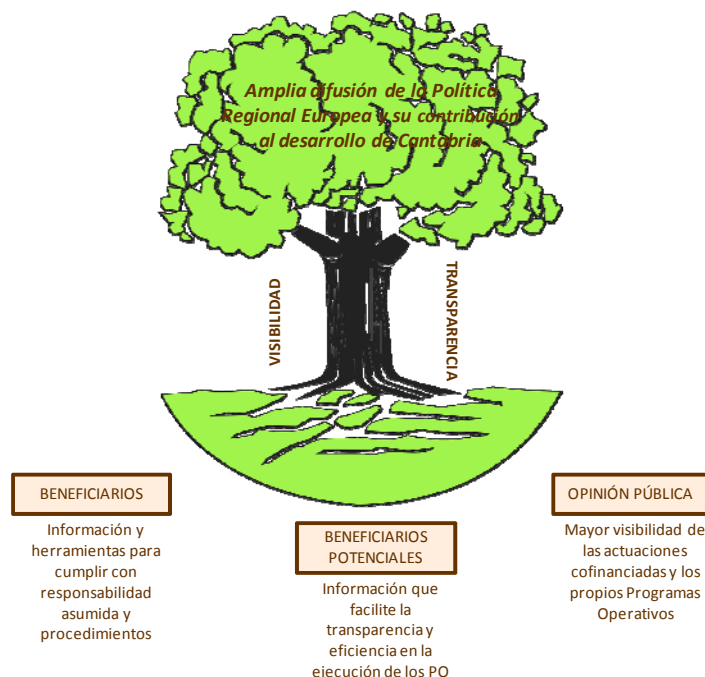 Amplia difusión de la Política
Regional Europea y su contribución
al desarrollo de Cantabria
VISIBILIDAD
TRANSPARENCIA
BENEFICIARIOS
Información y
herramientas para
cumplir con
responsabilidad
asumida y
procedimientos
BENEFICIARIOS
POTENCIALES
Información que
facilite la
transparencia y
eficiencia en la
ejecución de los PO
OPINIÓN PÚBLICA
Mayor visibilidad de
las actuaciones
cofinanciadas y los
propios Programas
Operativos